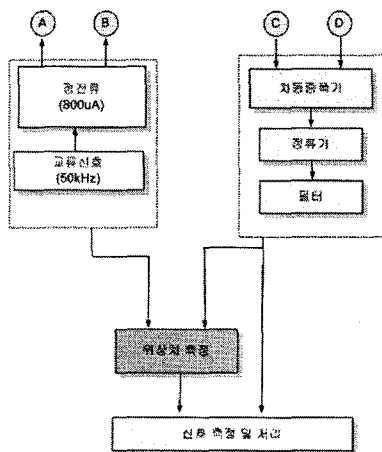 A
B
C
D
정전류
(800uA)
교류신호
(50kHz)
차동증폭기
정류기
필터
위상차 측정
신호 측정 및 처리